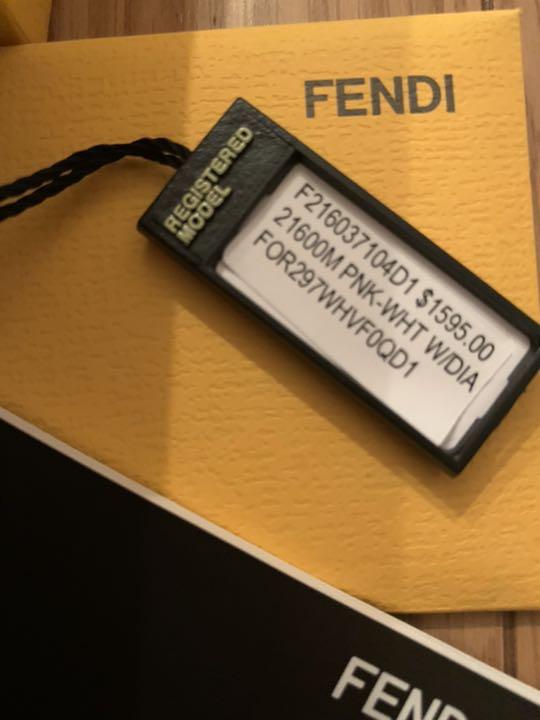 FENDI
REGISTERED
MODEL
F216037104D1 $1595.00
21600M PNK-WHT W/DIA
FOR297WHVF0QD1
FENDI